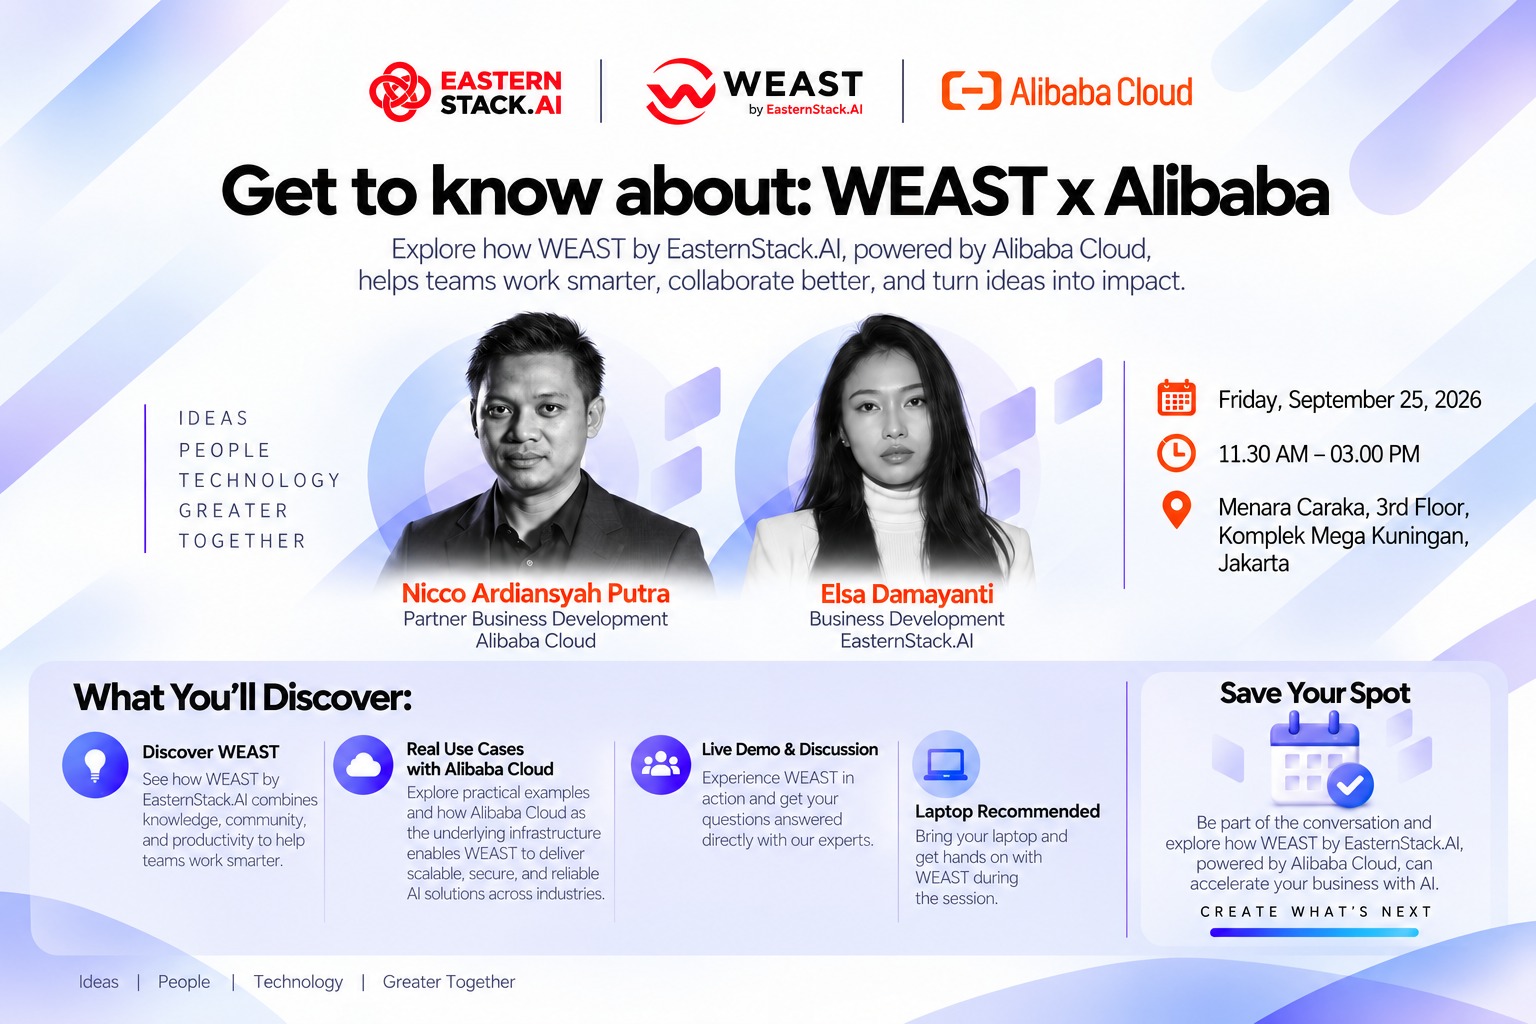 EASTERN
STACK.AI
WEAST
by EasternStack.AI
Alibaba Cloud
Get to know about: WEAST x Alibaba
Explore how WEAST by EasternStack.AI, powered by Alibaba Cloud,
helps teams work smarter, collaborate better, and turn ideas into impact.
IDEAS
PEOPLE
TECHNOLOGY
GREATER
TOGETHER
Nicco Ardiansyah Putra
Partner Business Development
Alibaba Cloud
Elsa Damayanti
Business Development
EasternStack.AI
Friday, September 25, 2026
11.30 AM – 03.00 PM
Menara Caraka, 3rd Floor,
Komplek Mega Kuningan,
Jakarta
What You’ll Discover:
Discover WEAST
See how WEAST by
EasternStack.AI combines
knowledge, community,
and productivity to help
teams work smarter.
Real Use Cases
with Alibaba Cloud
Explore practical examples
and how Alibaba Cloud as
the underlying infrastructure
enables WEAST to deliver
scalable, secure, and reliable
AI solutions across industries.
Live Demo & Discussion
Experience WEAST in
action and get your
questions answered
directly with our experts.
Laptop Recommended
Bring your laptop and
get hands on with
WEAST during
the session.
Save Your Spot
Be part of the conversation and
explore how WEAST by EasternStack.AI,
powered by Alibaba Cloud, can
accelerate your business with AI.
CREATE WHAT’S NEXT
Ideas | People | Technology | Greater Together